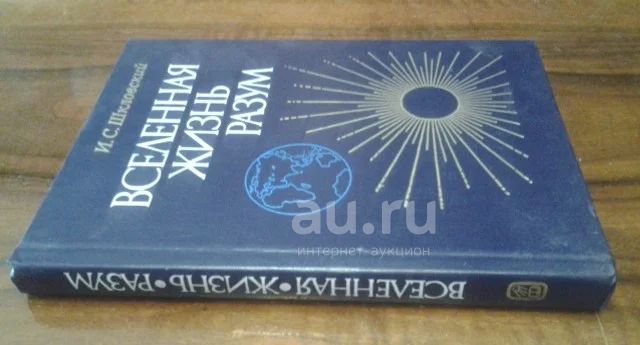 И.С.Шкловский
ВСЕЛЕННАЯ
ЖИЗНЬ
РАЗУМ
ВСЕЛЕННАЯ•ЖИЗНЬ•РАЗУМ
au.ru
интернет-аукцион